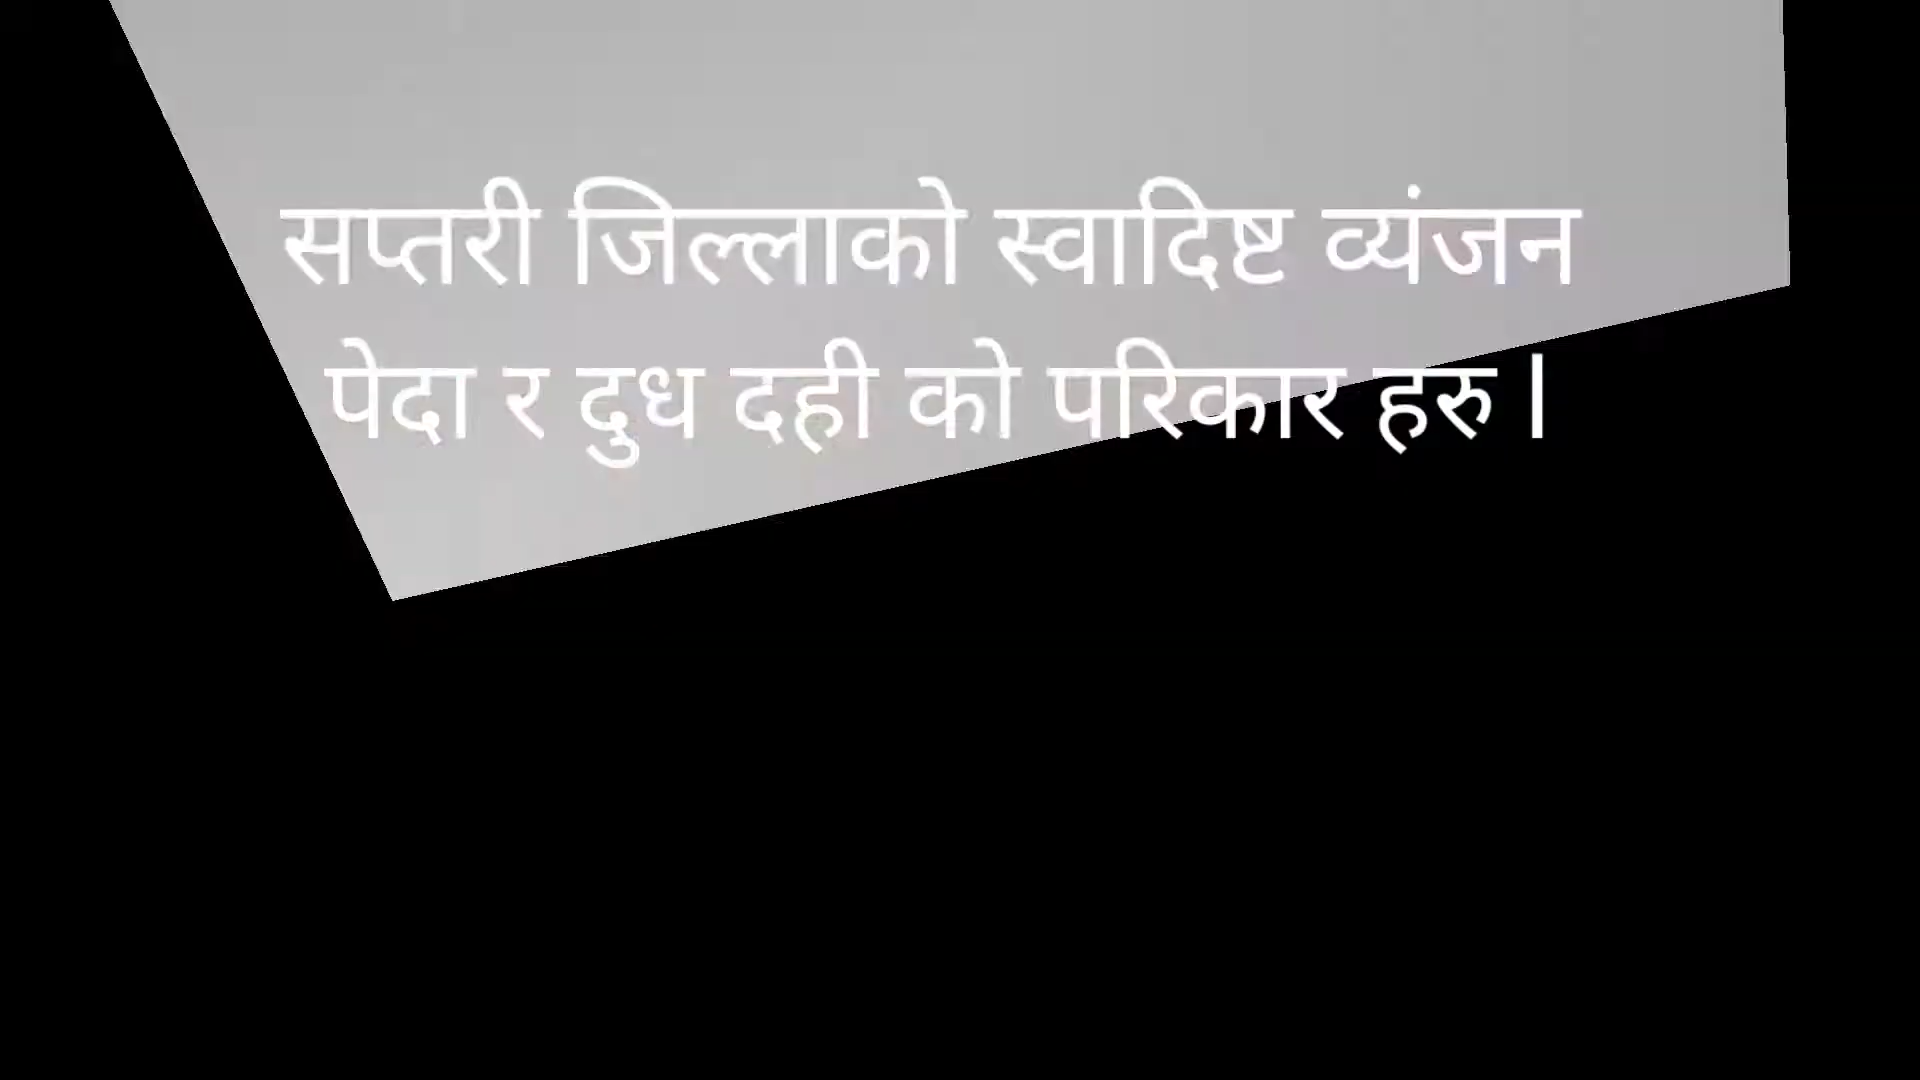 सप्तरी जिल्लाको स्वादिष्ट व्यंजन
पेदा र दुध दही को परिकार हरु ।